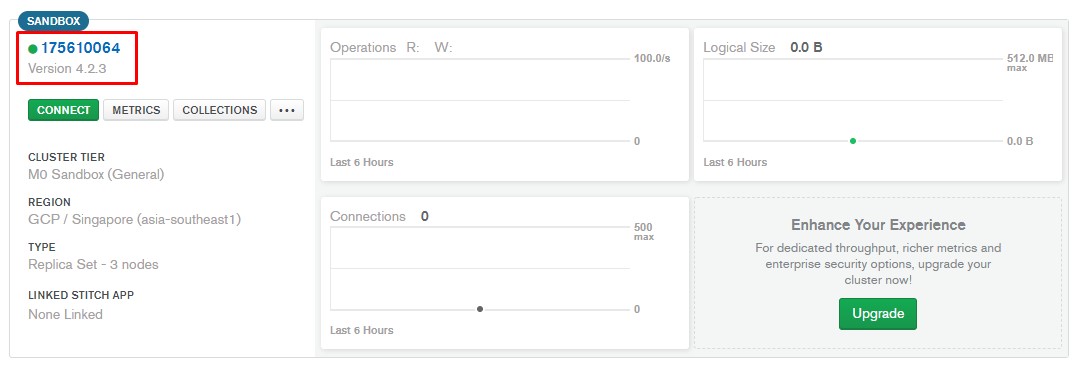 SANDBOX
175610064
Version 4.2.3
CONNECT METRICS COLLECTIONS •••
CLUSTER TIER
M0 Sandbox (General)
REGION
GCP / Singapore (asia-southeast1)
TYPE
Replica Set - 3 nodes
LINKED STITCH APP
None Linked
Operations R: W:
100.0/s
0
Last 6 Hours
Logical Size 0.0 B
512.0 MB
max
0.0 B
Last 6 Hours
Connections 0
500
max
0
Last 6 Hours
Enhance Your Experience
For dedicated throughput, richer metrics and
enterprise security options, upgrade your
cluster now!
Upgrade